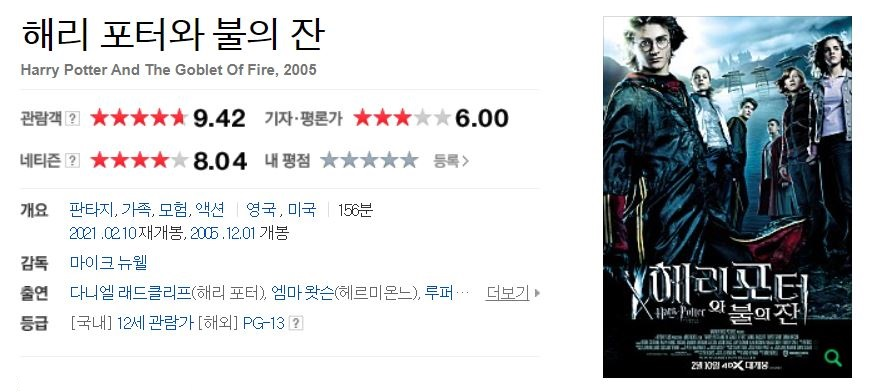 해리 포터와 불의 잔
Harry Potter And The Goblet Of Fire, 2005
관람객 ? 9.42 기자·평론가 6.00
네티즌 ? 8.04 내 평점 등록 >
개요 판타지, 가족, 모험, 액션 영국, 미국 156분
2021.02.10 재개봉, 2005.12.01 개봉
감독 마이크 뉴웰
출연 다니엘 래드클리프(해리 포터), 엠마 왓슨(헤르미온느), 루퍼··· 더보기
등급 [국내] 12세 관람가 [해외] PG-13 ?
해리포터
Harry Potter 와 불의 잔
2월 10일 4DX 대개봉